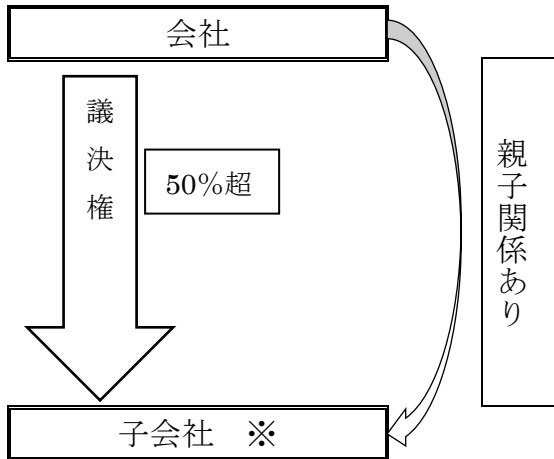 会社
議決権
50%超
親子関係あり
子会社 ※